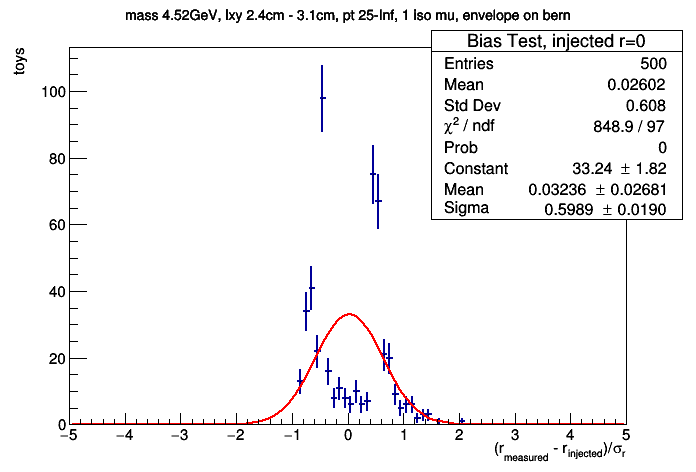 mass 4.52GeV, lxy 2.4cm - 3.1cm, pt 25-Inf, 1 Iso mu, envelope on bern
Bias Test, injected r=0
Entries 500
Mean 0.02602
Std Dev 0.608
χ² / ndf 848.9 / 97
Prob 0
Constant 33.24 ± 1.82
Mean 0.03236 ± 0.02681
Sigma 0.5989 ± 0.0190
toys
100
80
60
40
20
0
−5 −4 −3 −2 −1 0 1 2 3 4 5
(r_measured - r_injected)/σ_r